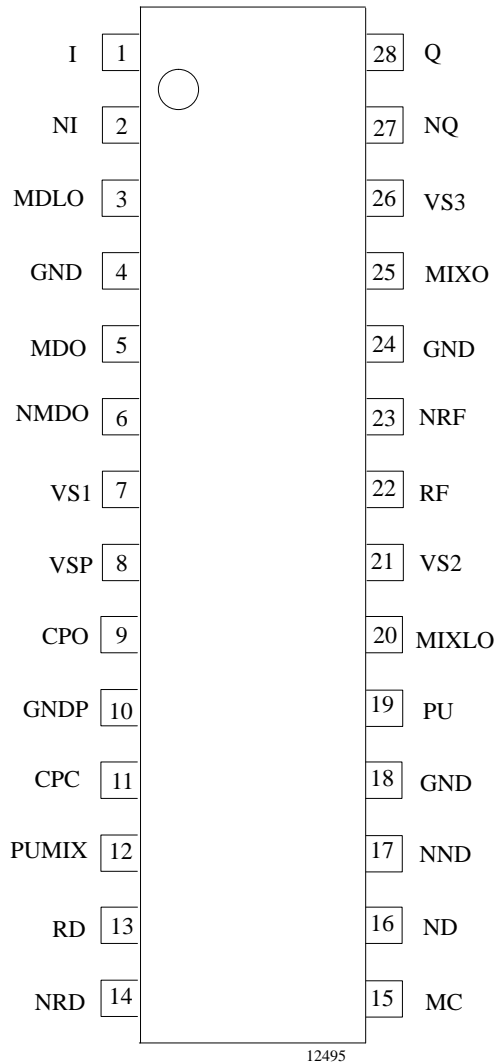 I 1 28 Q
NI 2 27 NQ
MDLO 3 26 VS3
GND 4 25 MIXO
MDO 5 24 GND
NMDO 6 23 NRF
VS1 7 22 RF
VSP 8 21 VS2
CPO 9 20 MIXLO
GNDP 10 19 PU
CPC 11 18 GND
PUMIX 12 17 NND
RD 13 16 ND
NRD 14 15 MC
12495